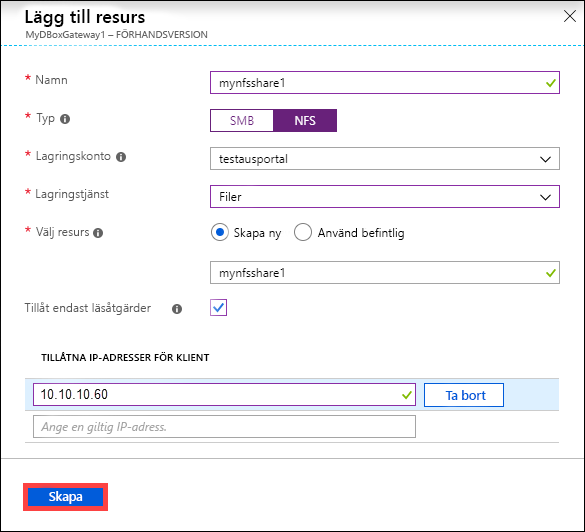 Lägg till resurs
MyDBoxGateway1 – FÖRHANDSVERSION
* Namn
mynfsshare1
* Typ
SMB NFS
* Lagringskonto
testausportal
* Lagringstjänst
Filer
* Välj resurs
Skapa ny Använd befintlig
mynfsshare1
Tillåt endast läsåtgärder
TILLÅTNA IP-ADRESSER FÖR KLIENT
10.10.10.60 Ta bort
Ange en giltig IP-adress.
Skapa